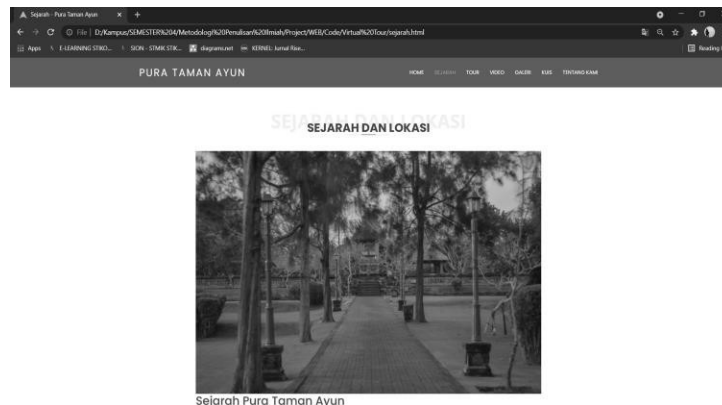 Sejarah - Pura Taman Ayun
File | D:/Kampus/SEMESTER%204/Metodologi%20Penulisan%20Ilmiah/Project/WEB/Code/Virtual%20Tour/sejarah.html
Apps E-LEARNING STIKO... SION - STMIK STIK... diagrams.net KERNEL: Jurnal Rise... Reading
PURA TAMAN AYUN HOME SEJARAH TOUR VIDEO GALERI KUIS TENTANG KAMI
SEJARAH DAN LOKASI
SEJARAH DAN LOKASI
Sejarah Pura Taman Ayun